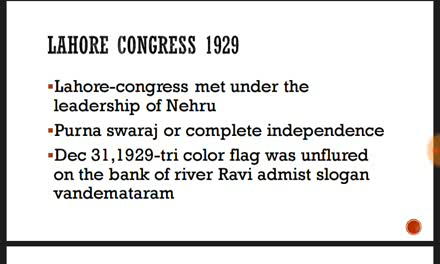 LAHORE CONGRESS 1929
▪Lahore-congress met under the
leadership of Nehru
▪Purna swaraj or complete independence
▪Dec 31,1929-tri color flag was unflured
on the bank of river Ravi admist slogan
vandemataram